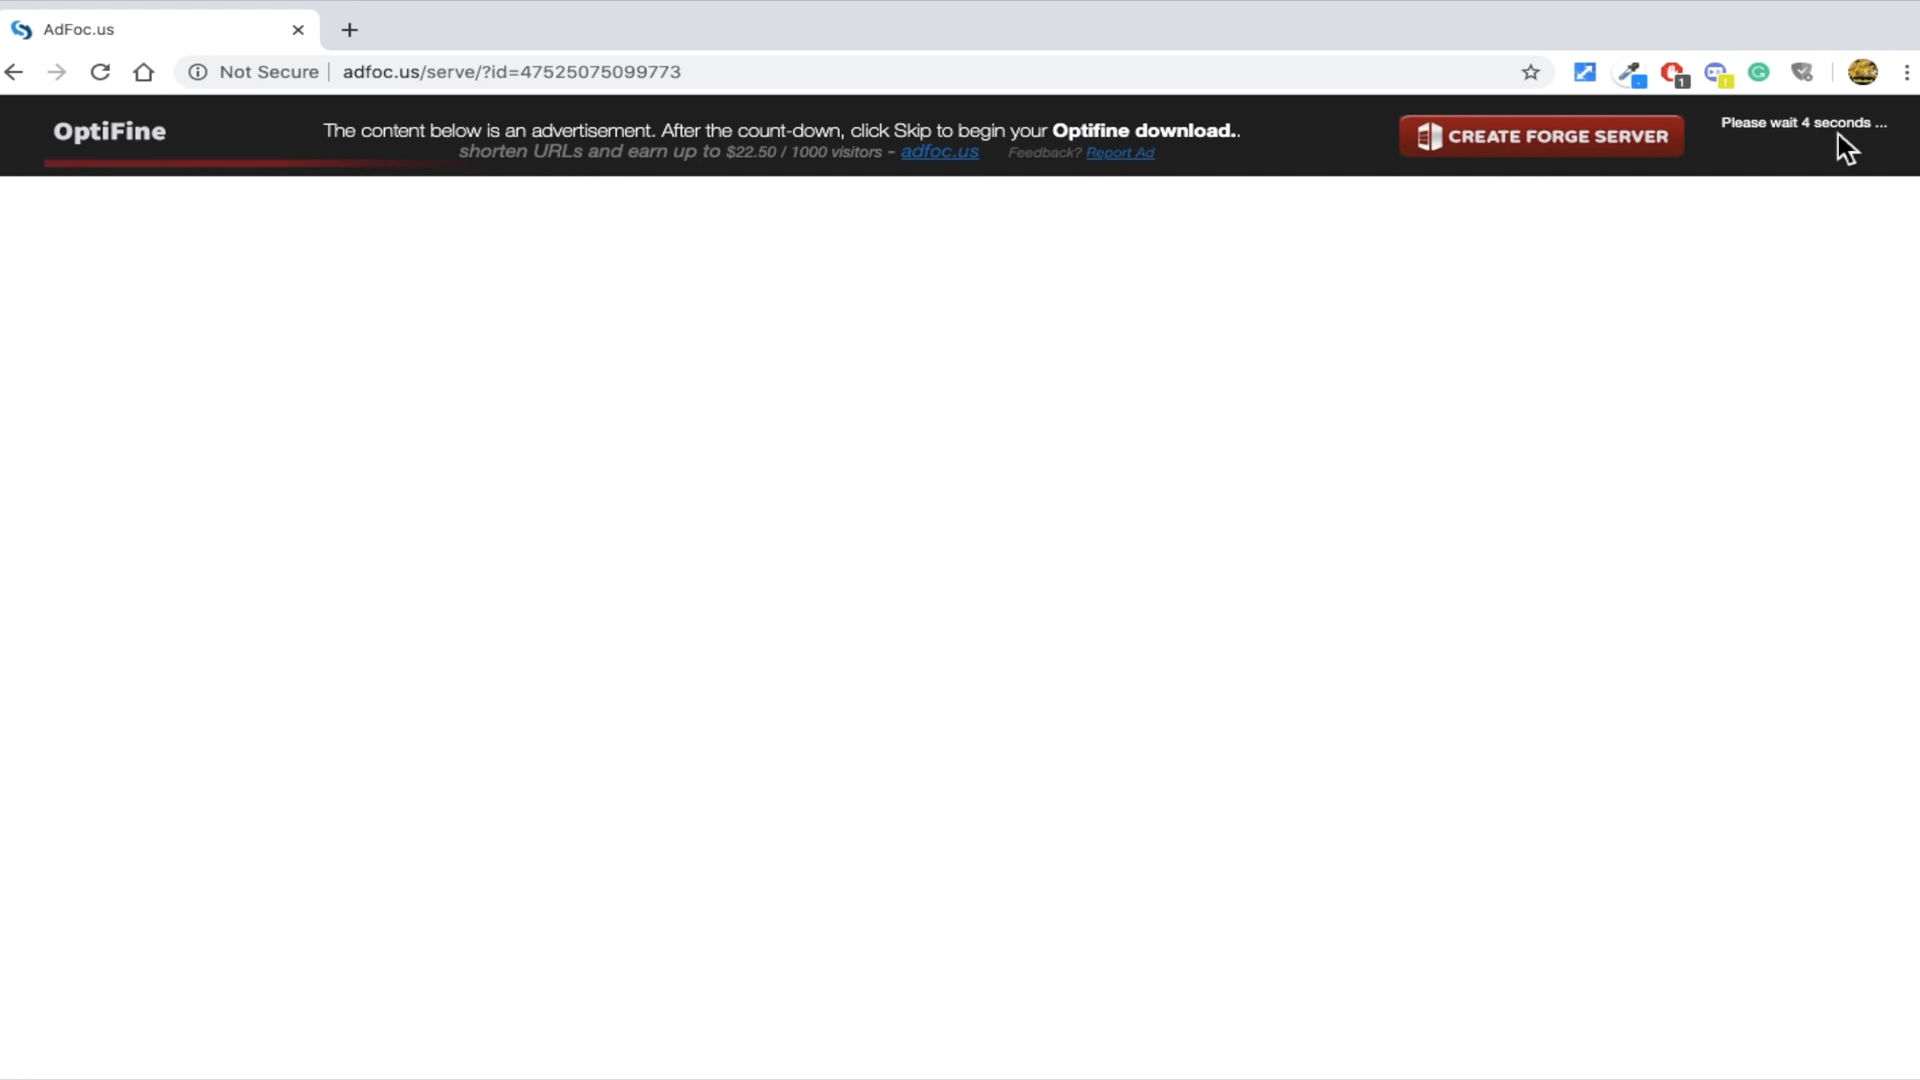 AdFoc.us
Not Secure
adfoc.us/serve/?id=47525075099773
1
OptiFine
The content below is an advertisement. After the count-down, click Skip to begin your Optifine download..
shorten URLs and earn up to $22.50 / 1000 visitors - adfoc.us Feedback? Report Ad
CREATE FORGE SERVER
Please wait 4 seconds ...